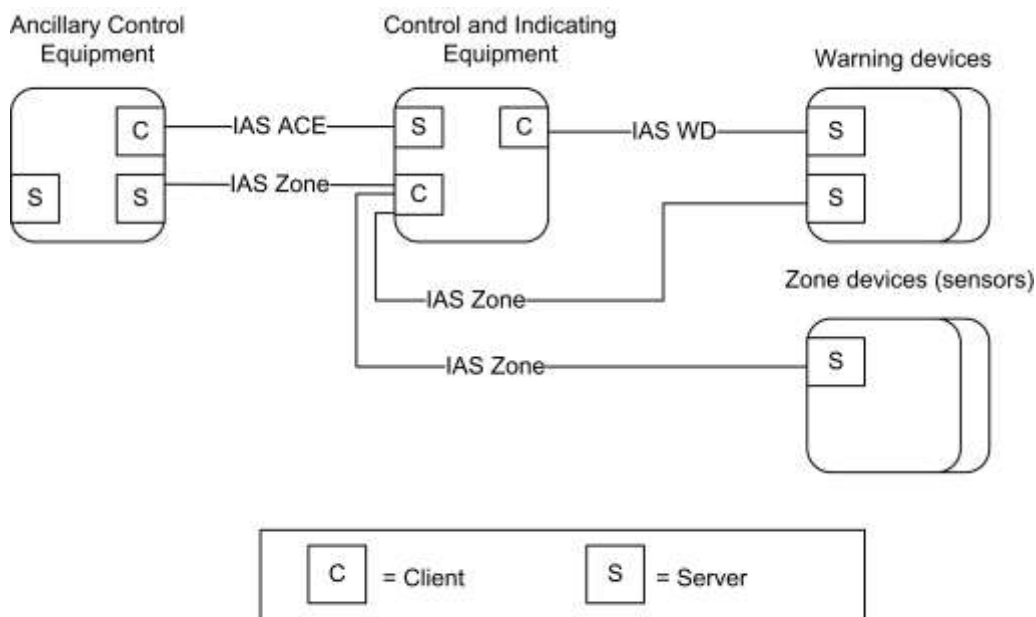 Ancillary Control
Equipment
Control and Indicating
Equipment
Warning devices
C
IAS ACE
S
C
IAS WD
S
S
S
IAS Zone
C
S
IAS Zone
Zone devices (sensors)
IAS Zone
S
C = Client
S = Server